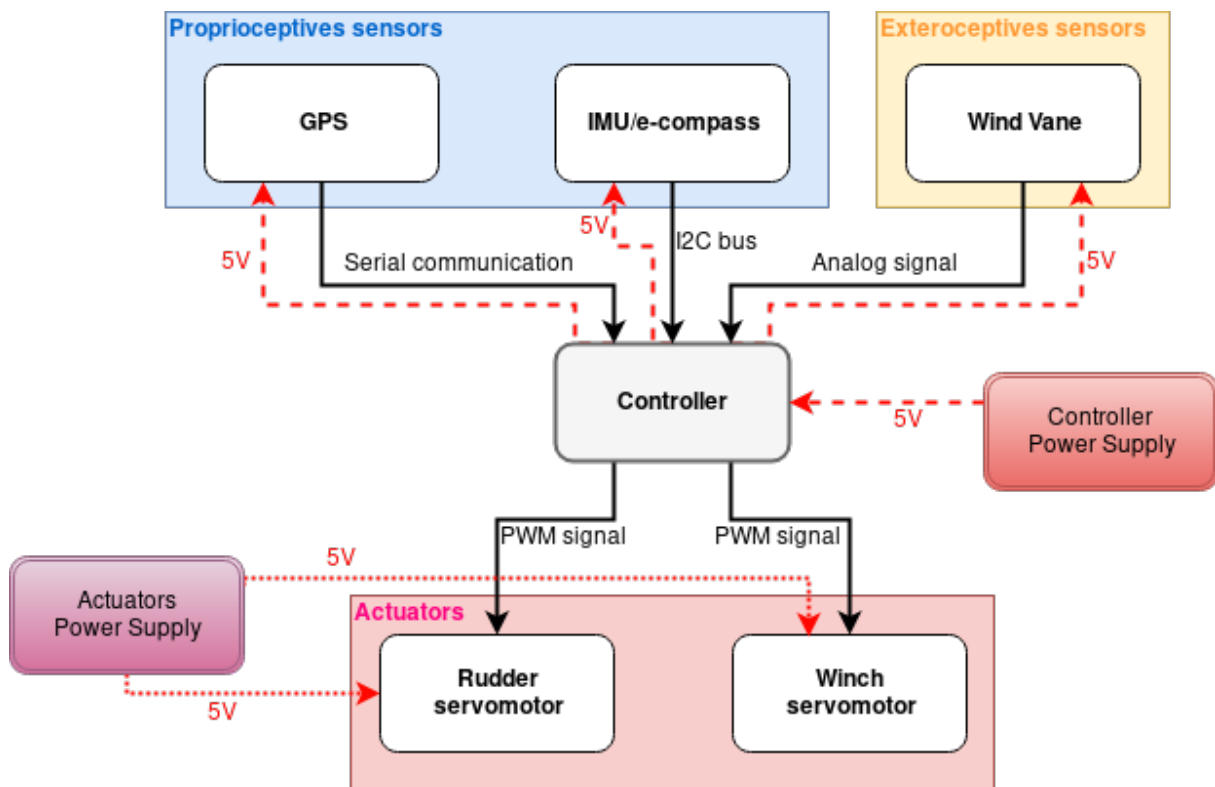 Proprioceptives sensors
Exteroceptives sensors
GPS
IMU/e-compass
Wind Vane
5V
5V
I2C bus
5V
Serial communication
Analog signal
Controller
5V
Controller
Power Supply
PWM signal
PWM signal
5V
Actuators
Power Supply
Actuators
5V
Rudder
servomotor
Winch
servomotor